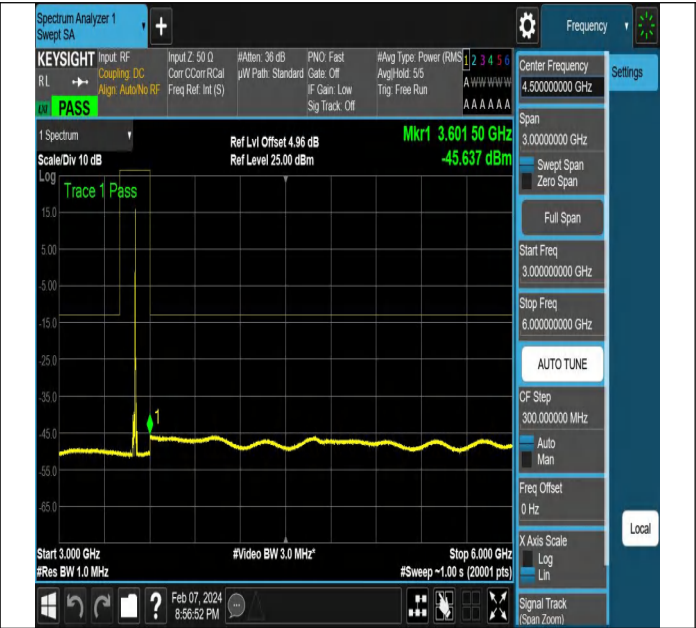 Spectrum Analyzer 1
Swept SA
+
Frequency
KEYSIGHT
RL
PASS
Input: RF
Coupling: DC
Align: Auto/No RF
Input Z: 50 Ω
Corr CCorr RCal
Freq Ref: Int (S)
#Atten: 36 dB
µW Path: Standard
PNO: Fast
Gate: Off
IF Gain: Low
Sig Track: Off
#Avg Type: Power (RMS
Avg|Hold: 5/5
Trig: Free Run
1 2 3 4 5 6
A W W W W W
A A A A A A
1 Spectrum
Scale/Div 10 dB
Ref Lvl Offset 4.96 dB
Ref Level 25.00 dBm
Mkr1 3.601 50 GHz
-45.637 dBm
Log
Trace 1 Pass
15.0
5.00
-5.00
-15.0
-25.0
-35.0
1
-45.0
-55.0
-65.0
Start 3.000 GHz
#Res BW 1.0 MHz
#Video BW 3.0 MHz*
Stop 6.000 GHz
#Sweep ~1.00 s (20001 pts)
?
Feb 07, 2024
8:56:52 PM
Center Frequency
4.500000000 GHz
Settings
Span
3.00000000 GHz
Swept Span
Zero Span
Full Span
Start Freq
3.000000000 GHz
Stop Freq
6.000000000 GHz
AUTO TUNE
CF Step
300.000000 MHz
Auto
Man
Freq Offset
0 Hz
Local
X Axis Scale
Log
Lin
Signal Track
(Span Zoom)